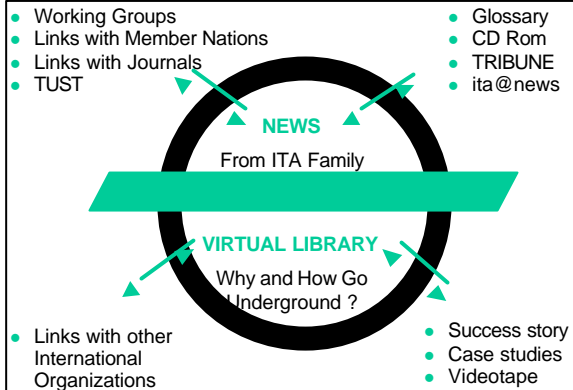 Working Groups
Links with Member Nations
Links with Journals
TUST
Glossary
CD Rom
TRIBUNE
ita@news
NEWS
From ITA Family
VIRTUAL LIBRARY
Why and How Go
Underground ?
Links with other
International
Organizations
Success story
Case studies
Videotape